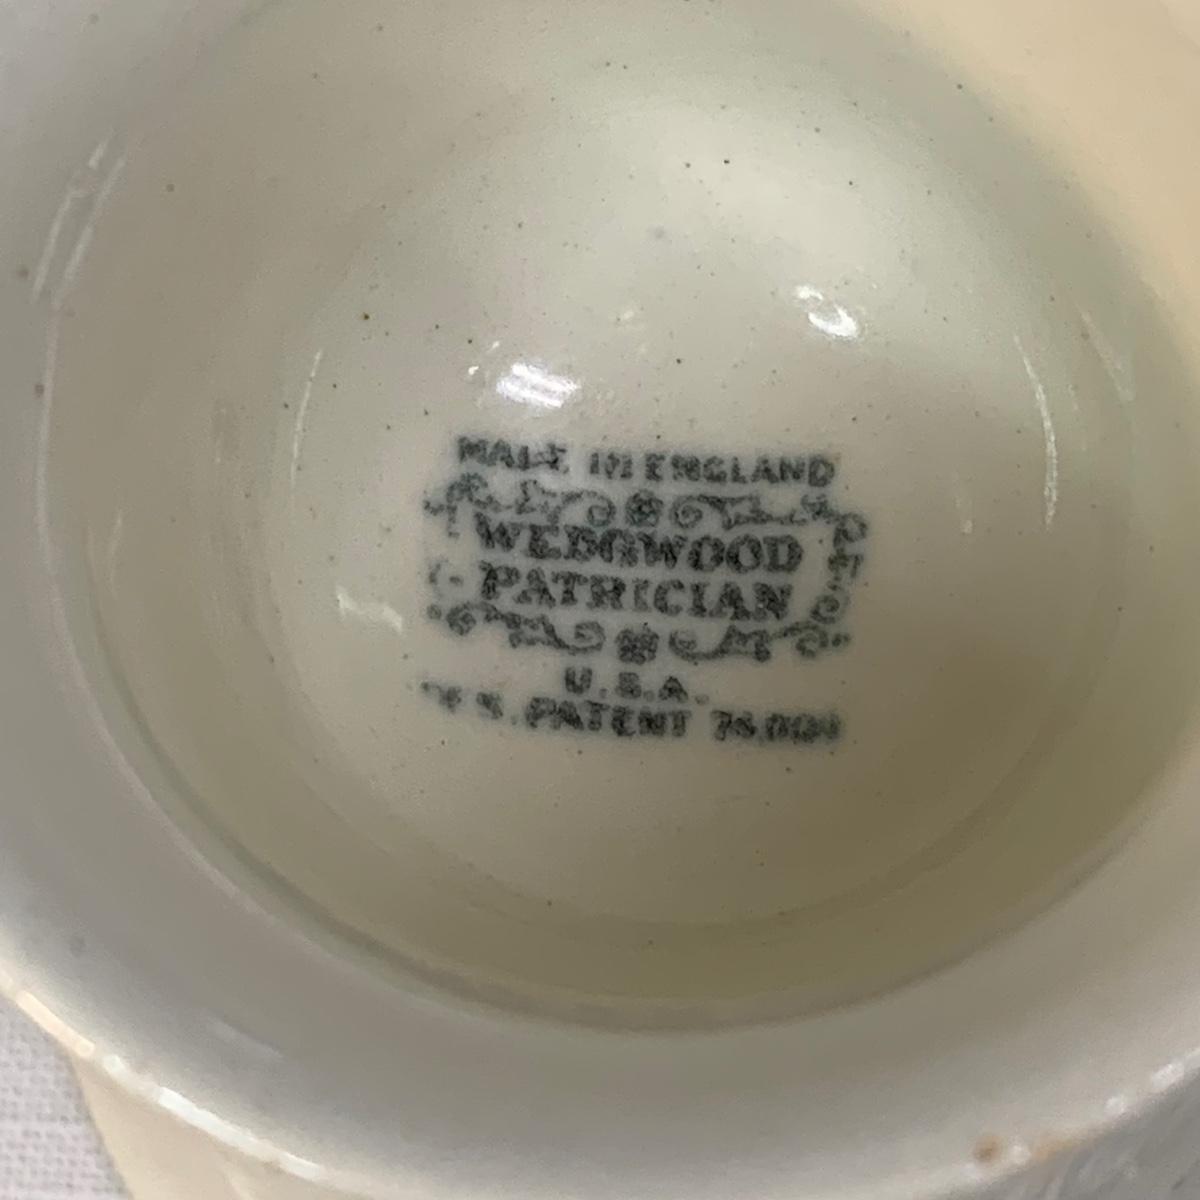 MADE IN ENGLAND
WEDGWOOD
PATRICIAN
U.S.A.
PATENT